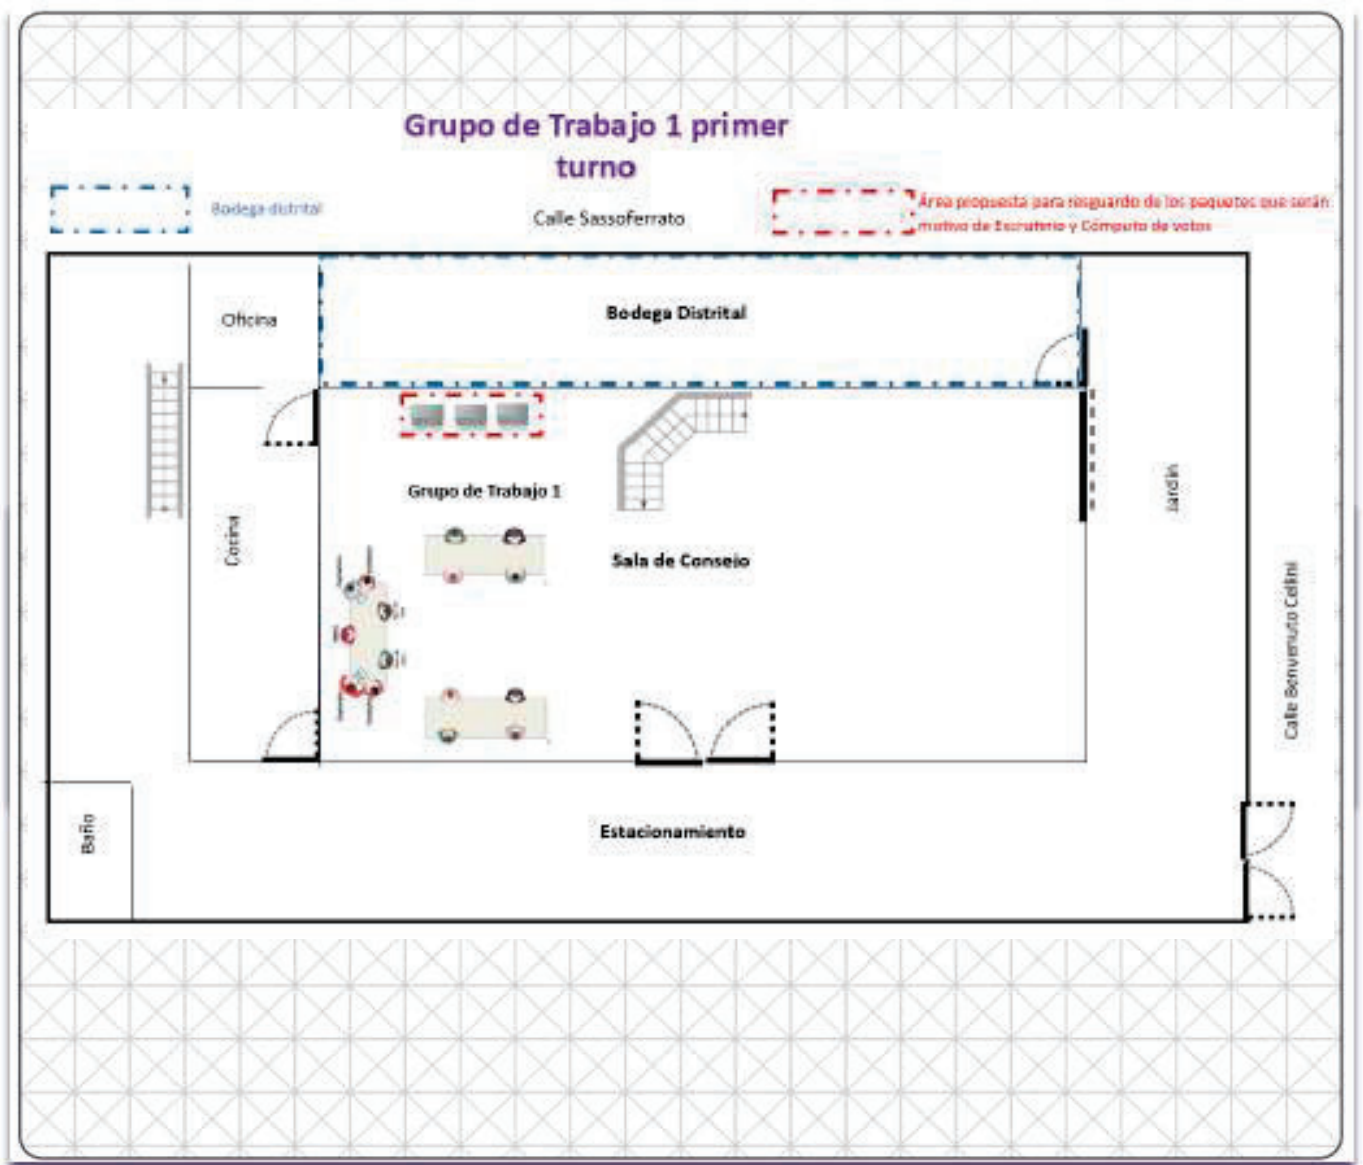 Grupo de Trabajo 1 primer
turno
Bodega distrital
Calle Sassoferrato
Área propuesta para resguardo de los paquetes que serán
motivo de Escrutinio y Cómputo de votos
Oficina
Bodega Distrital
Grupo de Trabajo 1
Sala de Consejo
Cocina
Jardín
Calle Benvenuto Cellini
Baño
Estacionamiento